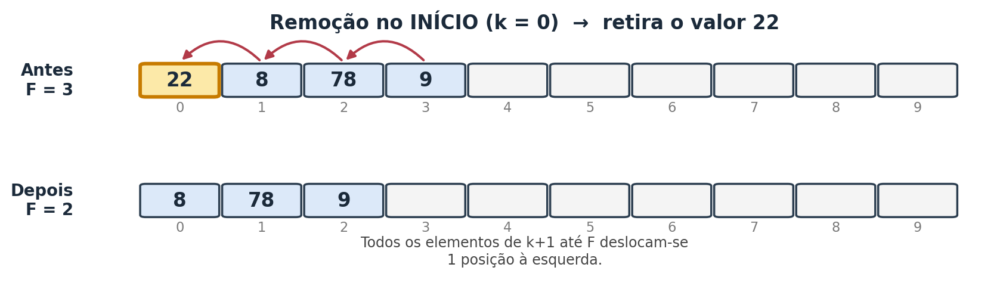 Remoção no INÍCIO (k = 0) → retira o valor 22
Antes
F = 3
22 8 78 9
0 1 2 3 4 5 6 7 8 9
Depois
F = 2
8 78 9
0 1 2 3 4 5 6 7 8 9
Todos os elementos de k+1 até F deslocam-se
1 posição à esquerda.